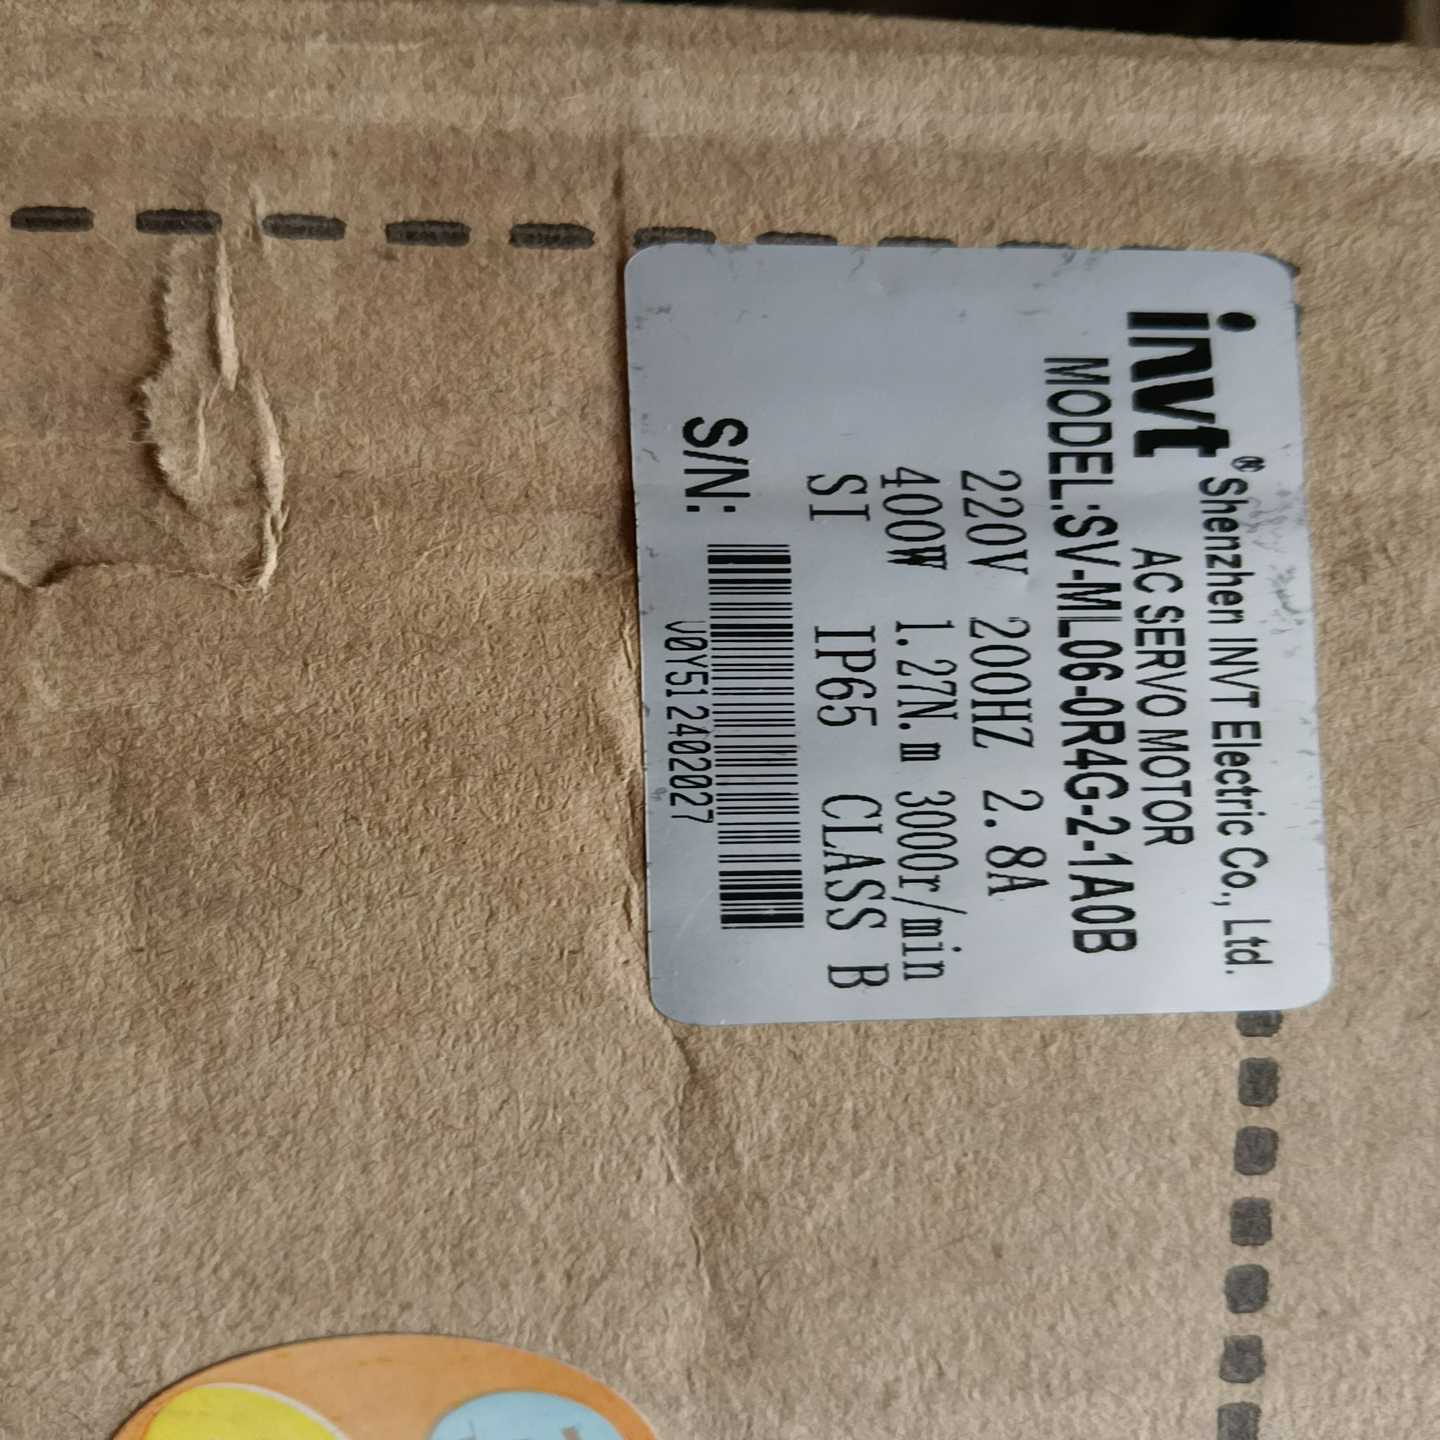 invt® Shenzhen INVT Electric Co., Ltd.
AC SERVO MOTOR
MODEL:SV-ML06-0R4G-2-1A0B
220V 200HZ 2.8A
400W 1.27N.m 3000r/min
SI IP65 CLASS B
S/N:
V0Y512402027